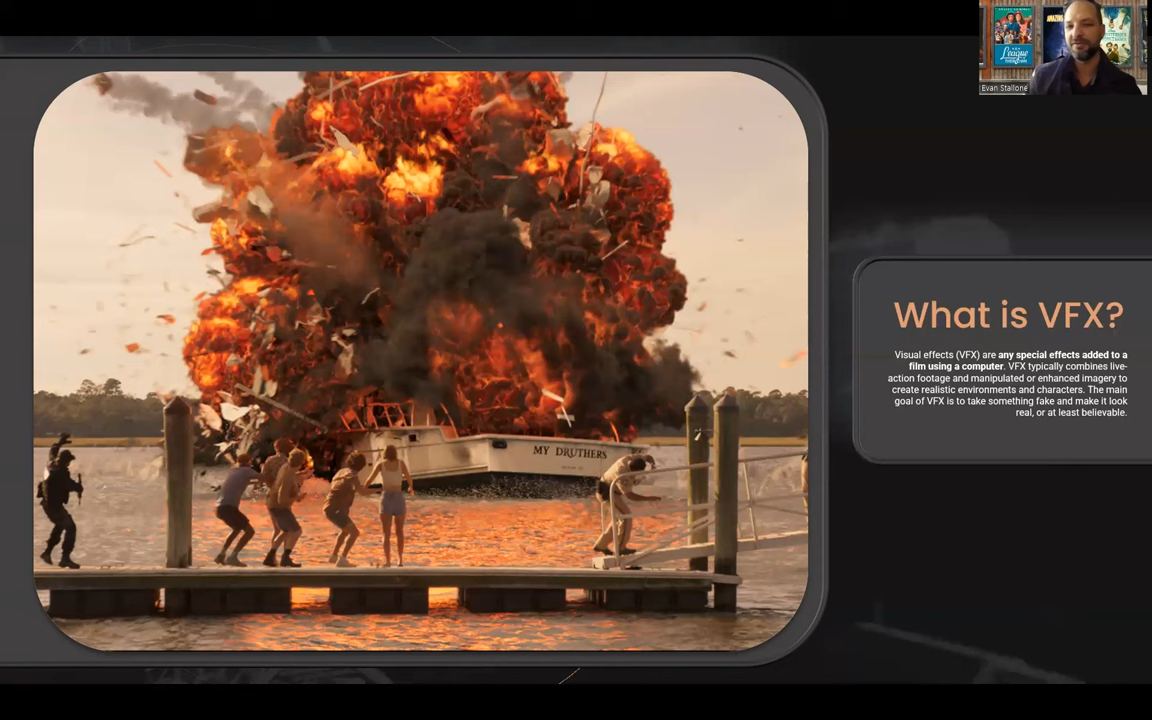 League
Evan Stallone
What is VFX?
Visual effects (VFX) are any special effects added to a
film using a computer. VFX typically combines live-
action footage and manipulated or enhanced imagery to
create realistic environments and characters. The main
goal of VFX is to take something fake and make it look
real, or at least believable.
MY DRUTHERS